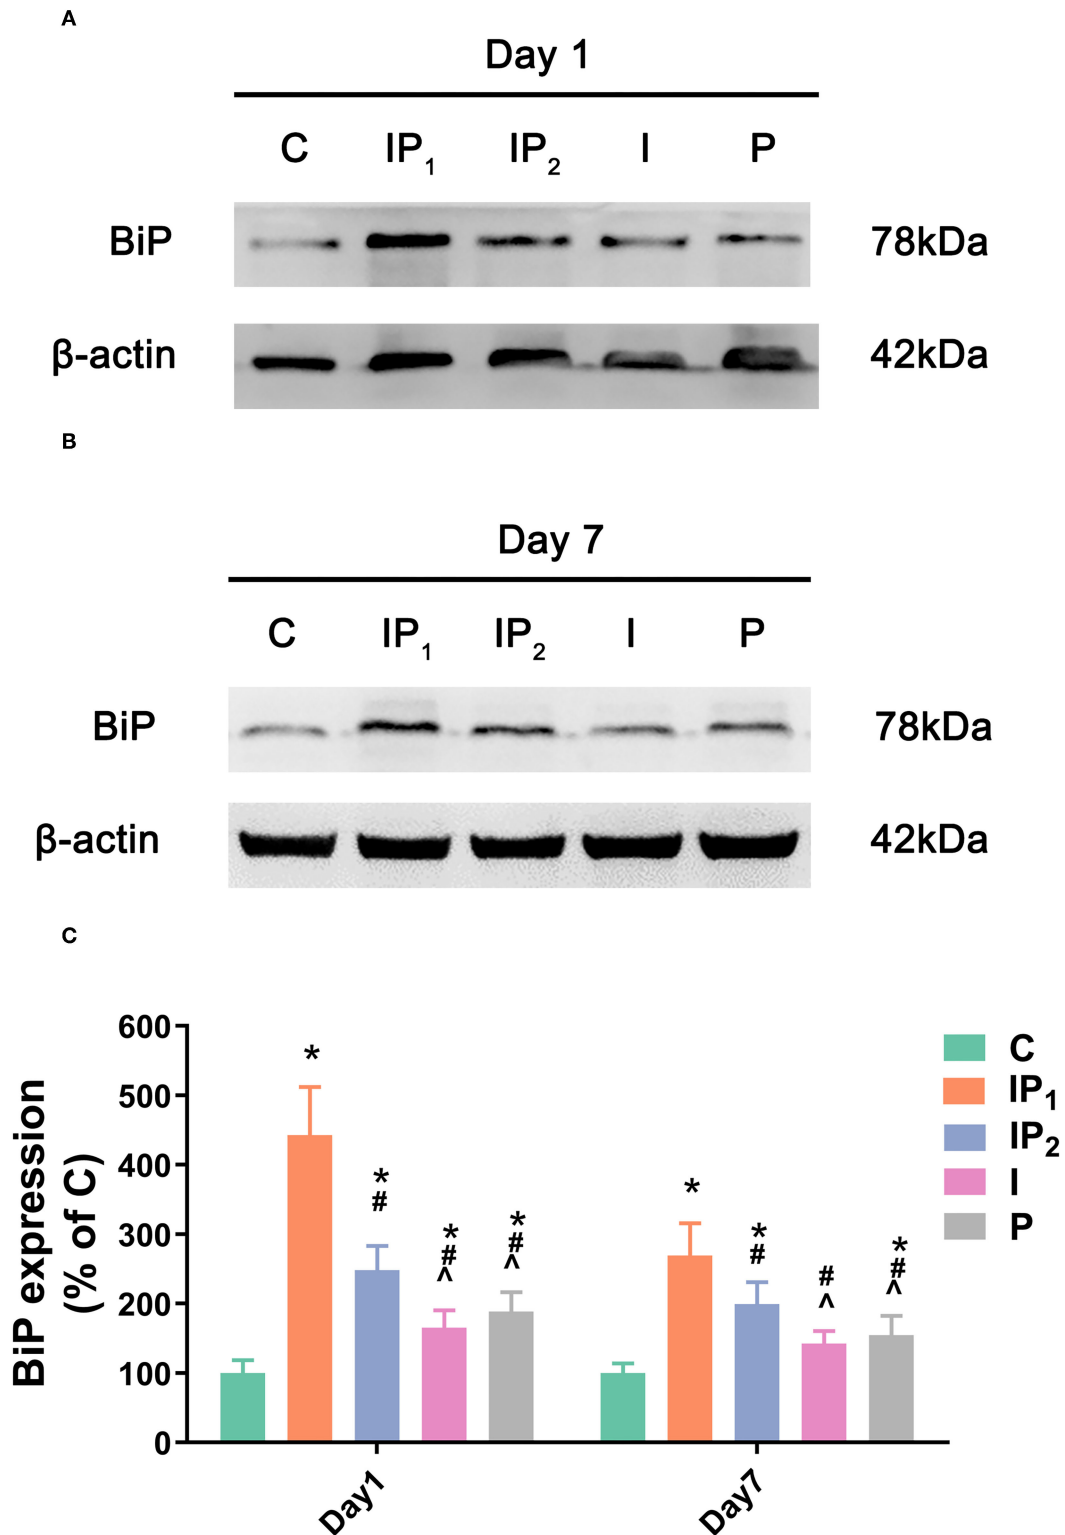 A
Day 1
C IP₁ IP₂ I P
BiP 78kDa
β-actin 42kDa
B
Day 7
C IP₁ IP₂ I P
BiP 78kDa
β-actin 42kDa
C
BiP expression
(% of C)
600
500
400
300
200
100
0
*
*
#
*
#
^
*
#
^
*
*
#
#
^
*
#
^
Day1
Day7
C
IP₁
IP₂
I
P